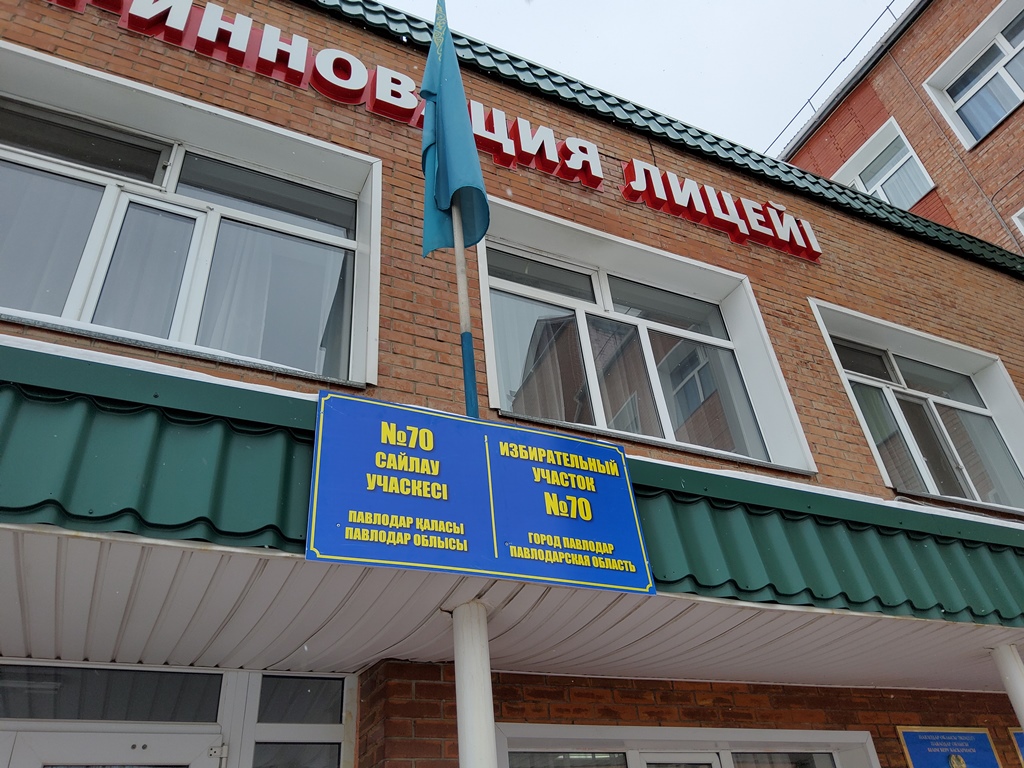 ИННОВАЦИЯ ЛИЦЕЙІ
№70
САЙЛАУ
УЧАСКЕСІ
ПАВЛОДАР ҚАЛАСЫ
ПАВЛОДАР ОБЛЫСЫ
ИЗБИРАТЕЛЬНЫЙ
УЧАСТОК
№70
ГОРОД ПАВЛОДАР
ПАВЛОДАРСКАЯ ОБЛАСТЬ